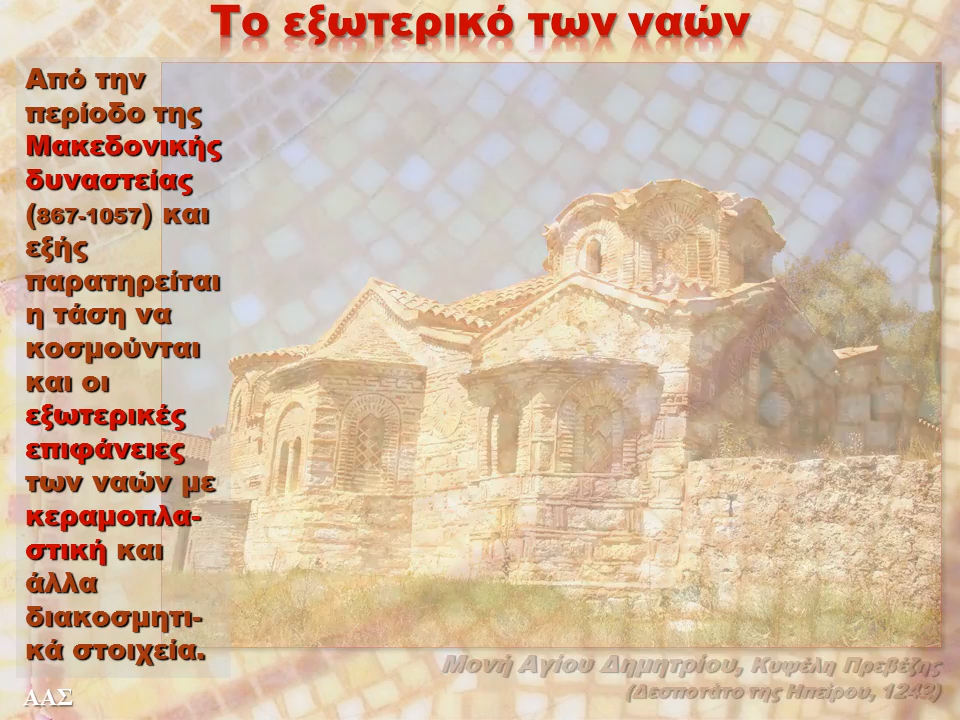 Το εξωτερικό των ναών
Από την
περίοδο της
Μακεδονικής
δυναστείας
(867-1057) και
εξής
παρατηρείται
η τάση να
κοσμούνται
και οι
εξωτερικές
επιφάνειες
των ναών με
κεραμοπλα-
στική και
άλλα
διακοσμητι-
κά στοιχεία.
Μονή Αγίου Δημητρίου, Κυψέλη Πρεβέζης
(Δεσποτάτο της Ηπείρου, 1242)
ΑΑΣ